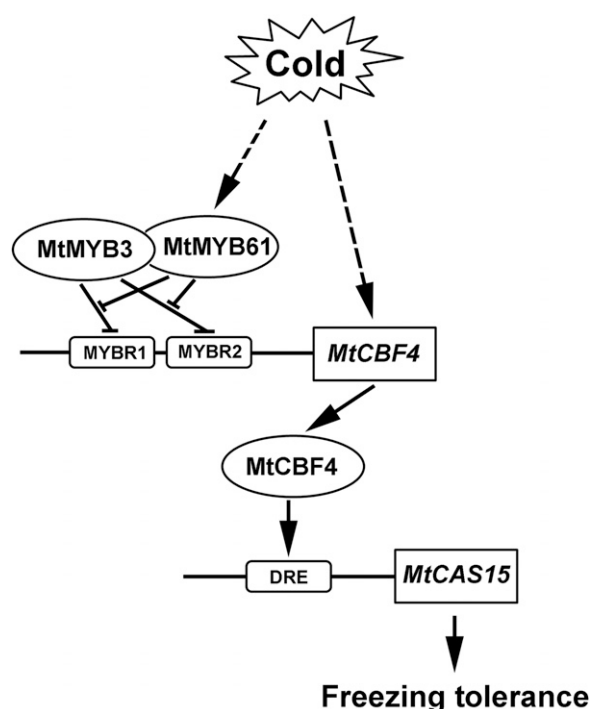 Cold
MtMYB3
MtMYB61
MYBR1
MYBR2
MtCBF4
MtCBF4
DRE
MtCAS15
Freezing tolerance